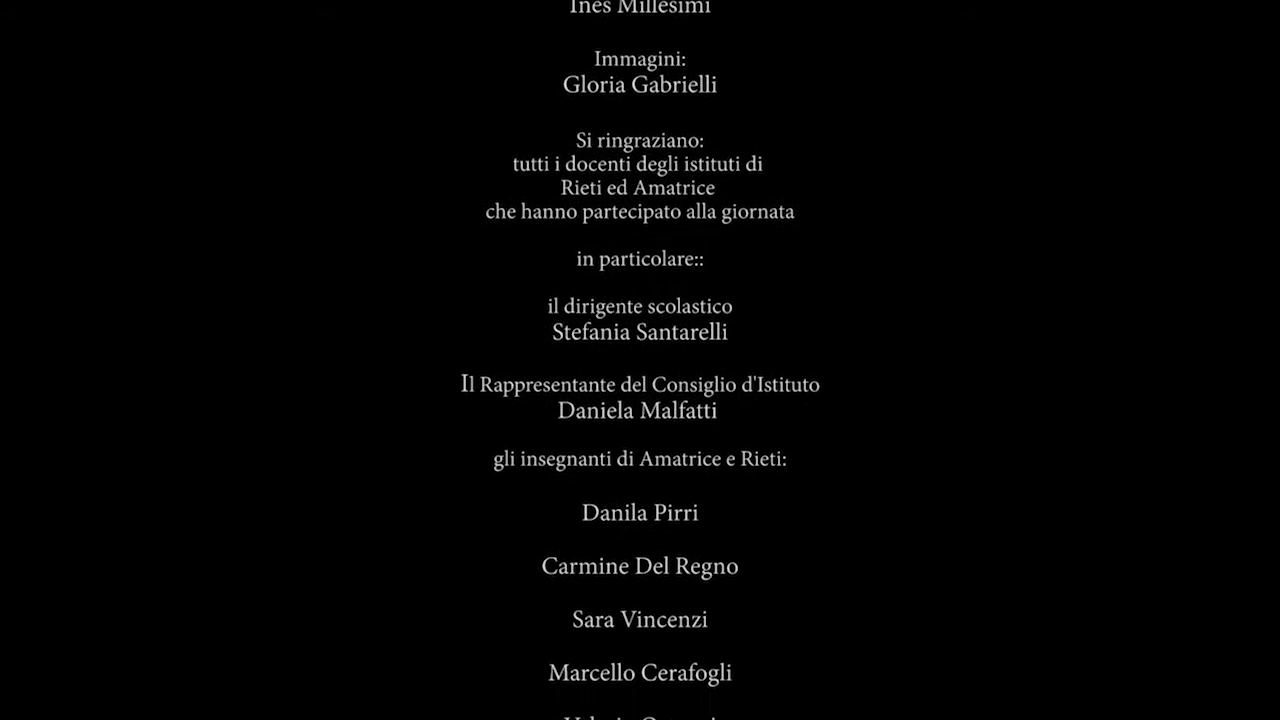 Ines Millesimi
Immagini:
Gloria Gabrielli
Si ringraziano:
tutti i docenti degli istituti di
Rieti ed Amatrice
che hanno partecipato alla giornata
in particolare::
il dirigente scolastico
Stefania Santarelli
Il Rappresentante del Consiglio d'Istituto
Daniela Malfatti
gli insegnanti di Amatrice e Rieti:
Danila Pirri
Carmine Del Regno
Sara Vincenzi
Marcello Cerafogli